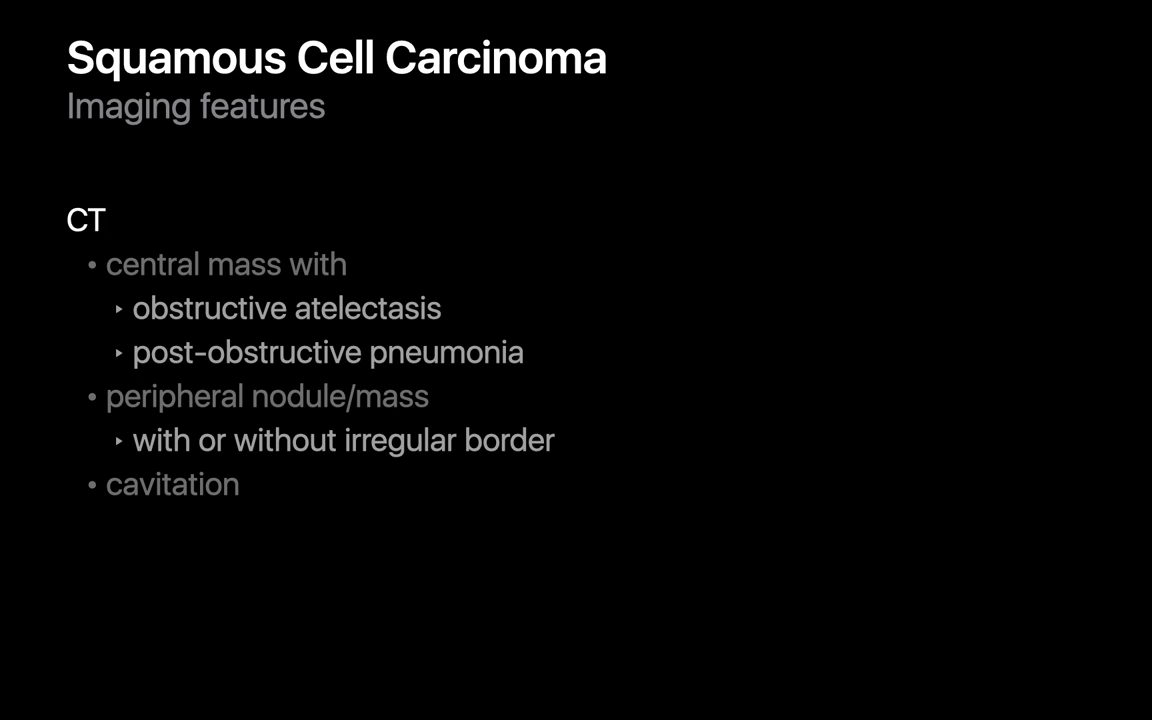 Squamous Cell Carcinoma
Imaging features
CT
• central mass with
‣ obstructive atelectasis
‣ post-obstructive pneumonia
• peripheral nodule/mass
‣ with or without irregular border
• cavitation